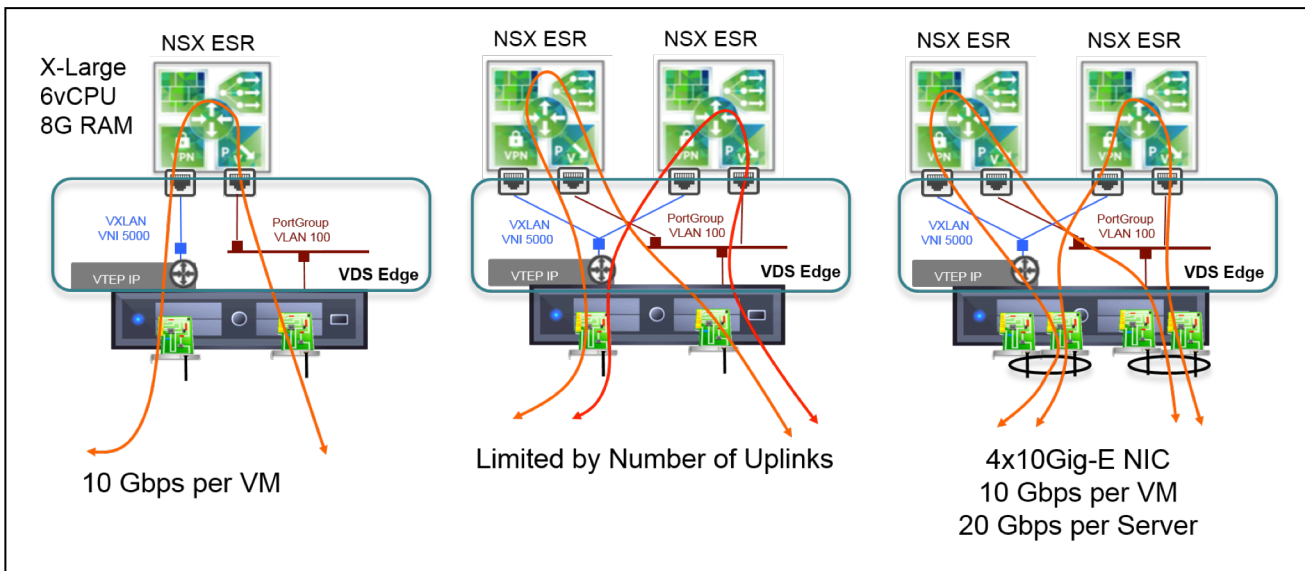 NSX ESR
X-Large
6vCPU
8G RAM
VPN
P
V
VXLAN
VNI 5000
PortGroup
VLAN 100
VTEP IP
VDS Edge
10 Gbps per VM
NSX ESR
NSX ESR
VPN
P
V
VPN
P
V
VXLAN
VNI 5000
PortGroup
VLAN 100
VTEP IP
VDS Edge
Limited by Number of Uplinks
NSX ESR
NSX ESR
VPN
P
V
VPN
P
V
VXLAN
VNI 5000
PortGroup
VLAN 100
VTEP IP
VDS Edge
4x10Gig-E NIC
10 Gbps per VM
20 Gbps per Server